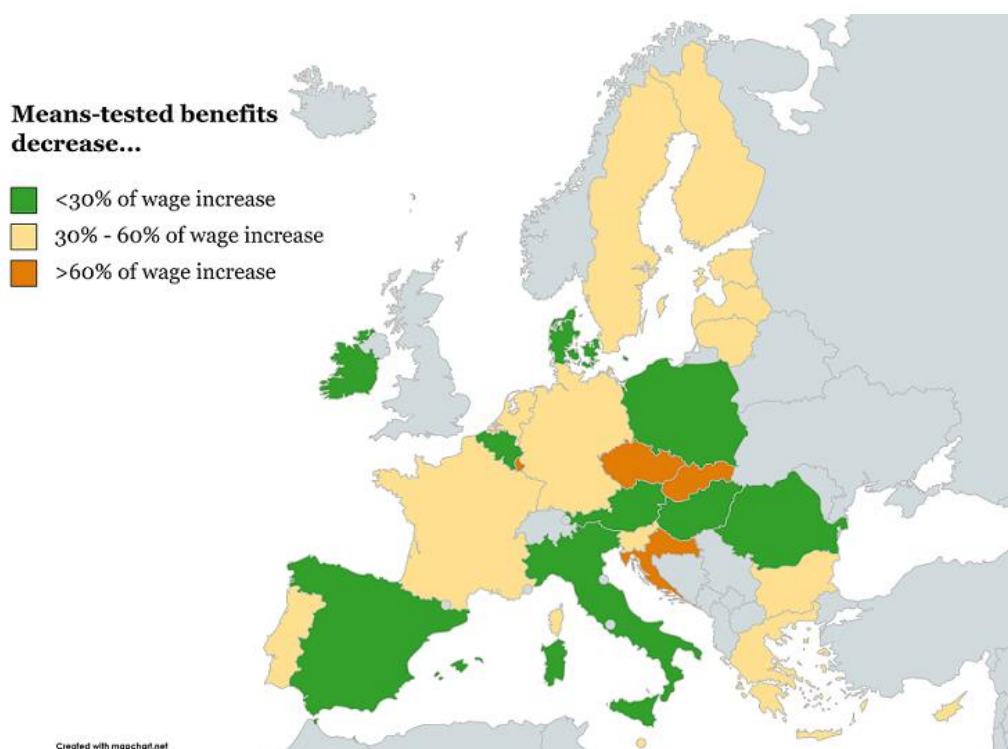 Means-tested benefits
decrease...
<30% of wage increase
30% - 60% of wage increase
>60% of wage increase
Created with mapchart.net